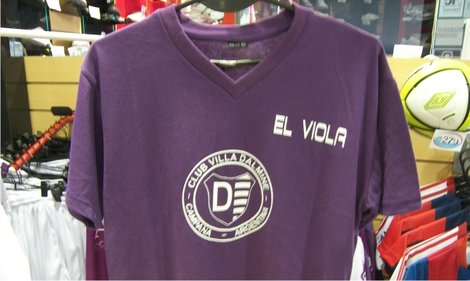 EL VIOLA
CLUB VILLA DALMINE
D
CAMPANA - ARGENTINA